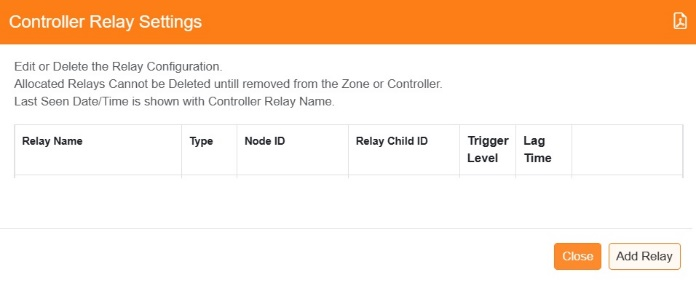 Controller Relay Settings
Edit or Delete the Relay Configuration.
Allocated Relays Cannot be Deleted untill removed from the Zone or Controller.
Last Seen Date/Time is shown with Controller Relay Name.
Relay Name Type Node ID Relay Child ID Trigger Level Lag Time
Close Add Relay